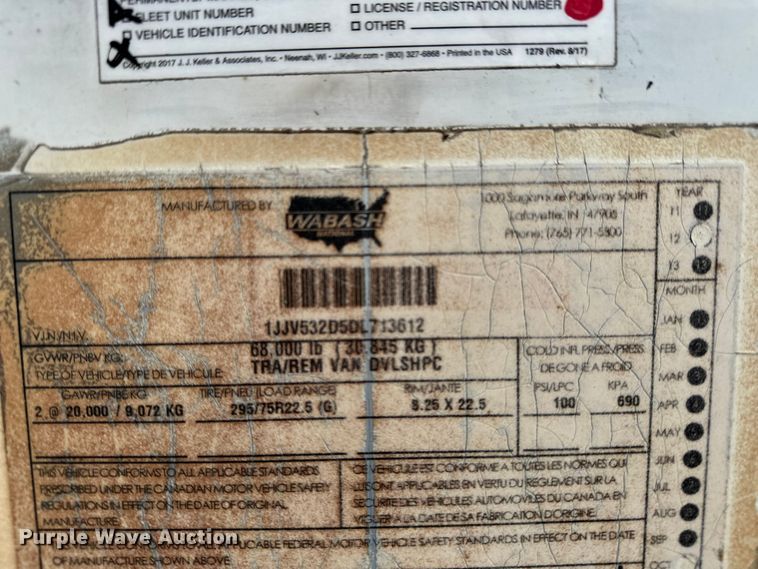 FLEET UNIT NUMBER
☐ LICENSE / REGISTRATION NUMBER
☐ VEHICLE IDENTIFICATION NUMBER
☐ OTHER
Copyright 2017 J. J. Keller & Associates, Inc. • Neenah, WI • JJKeller.com • (800) 327-6868 • Printed in the USA
1279 (Rev. 8/17)
MANUFACTURED BY
WABASH
1000 Sagamore Parkway South
Lafayette, IN 47905
Phone: (765) 771-5300
YEAR
11
12
13
MONTH
JAN
FEB
MAR
APR
MAY
JUN
JUL
AUG
SEP
OCT
V.I.N./N.I.V.
1JJV532D5DL713612
GVWR/PNBV KG:
68,000 lb ( 30,845 KG )
TYPE OF VEHICLE/TYPE DE VEHICULE:
TRA/REM VAN DVLSHPC
COLD INFL. PRESS/PRESS
DE GONF A FROID
GAWR/PNBE KG
TIRE/PNEU (LOAD RANGE)
RIM/JANTE
PSI/LPC
KPA
2 @ 20,000 / 9,072 KG
295/75R22.5 (G)
8.25 X 22.5
100
690
THIS VEHICLE CONFORMS TO ALL APPLICABLE STANDARDS
PRESCRIBED UNDER THE CANADIAN MOTOR VEHICLE SAFETY
REGULATIONS IN EFFECT ON THE DATE OF ORIGINAL
MANUFACTURE.
CE VEHICULE EST CONFORME A TOUTES LES NORMES QUI
LUI SONT APPLICABLES EN VERTU DU REGLEMENT SUR LA
SECURITE DES VEHICULES AUTOMOVILES DU CANADA EN
VIGUER A LA DATE DE SA FABRICATION D'ORIGINE.
VEHICLE CONFORMS TO ALL APPLICABLE FEDERAL MOTOR VEHICLE SAFETY STANDARDS IN EFFECT ON THE DATE
OF MANUFACTURE SHOWN ABOVE
Purple Wave Auction